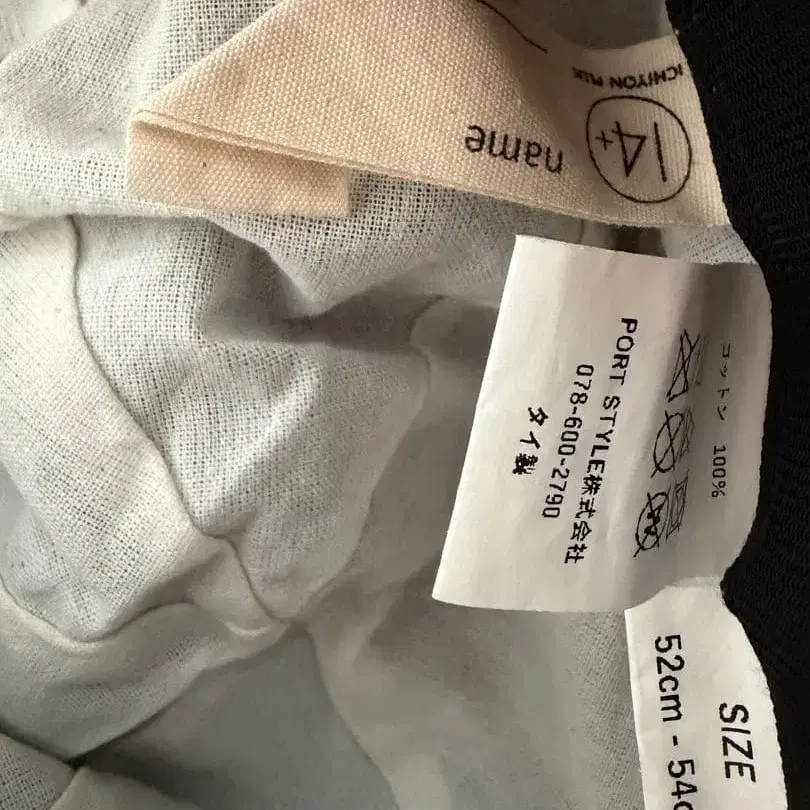 ICHIYON PLUS
14+
name
コットン 100%
PORT STYLE株式会社
078-600-2790
タイ製
SIZE
52cm - 54c